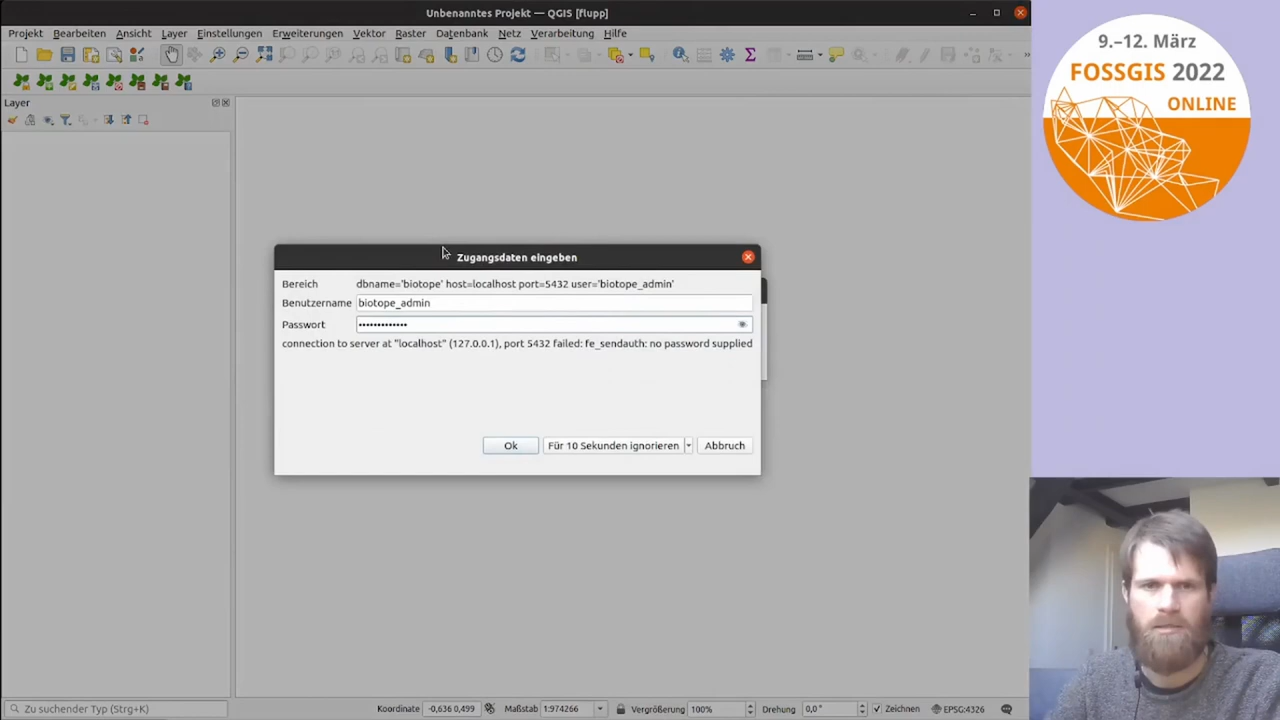 Unbenanntes Projekt — QGIS [flupp]
Projekt Bearbeiten Ansicht Layer Einstellungen Erweiterungen Vektor Raster Datenbank Netz Verarbeitung Hilfe
Layer
9.–12. März
FOSSGIS 2022
ONLINE
Zugangsdaten eingeben
Bereich dbname='biotope' host=localhost port=5432 user='biotope_admin'
Benutzername biotope_admin
Passwort •••••••••••••
connection to server at "localhost" (127.0.0.1), port 5432 failed: fe_sendauth: no password supplied
Ok Für 10 Sekunden ignorieren Abbruch
Zu suchender Typ (Strg+K) Koordinate -0,636 0,499 Maßstab 1:974266 Vergrößerung 100% Drehung 0,0 ° Zeichnen EPSG:4326